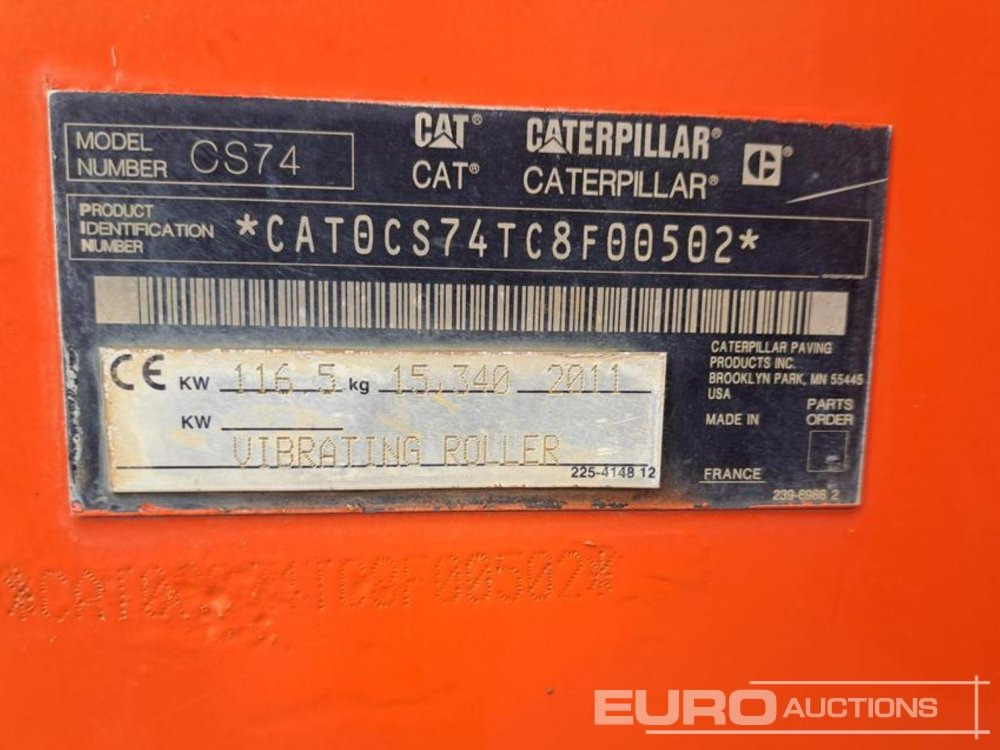 MODEL NUMBER CS74
CAT® CATERPILLAR®
CAT® CATERPILLAR®
PRODUCT IDENTIFICATION NUMBER *CAT0CS74TC8F00502*
CATERPILLAR PAVING
PRODUCTS INC.
BROOKLYN PARK, MN 55445
USA
MADE IN
FRANCE
PARTS
ORDER
239-6986 2
CE KW 116.5 kg 15,340 2011
KW
VIBRATING ROLLER
225-4148 12
*CAT0CS74TC8F00502*
EURO AUCTIONS